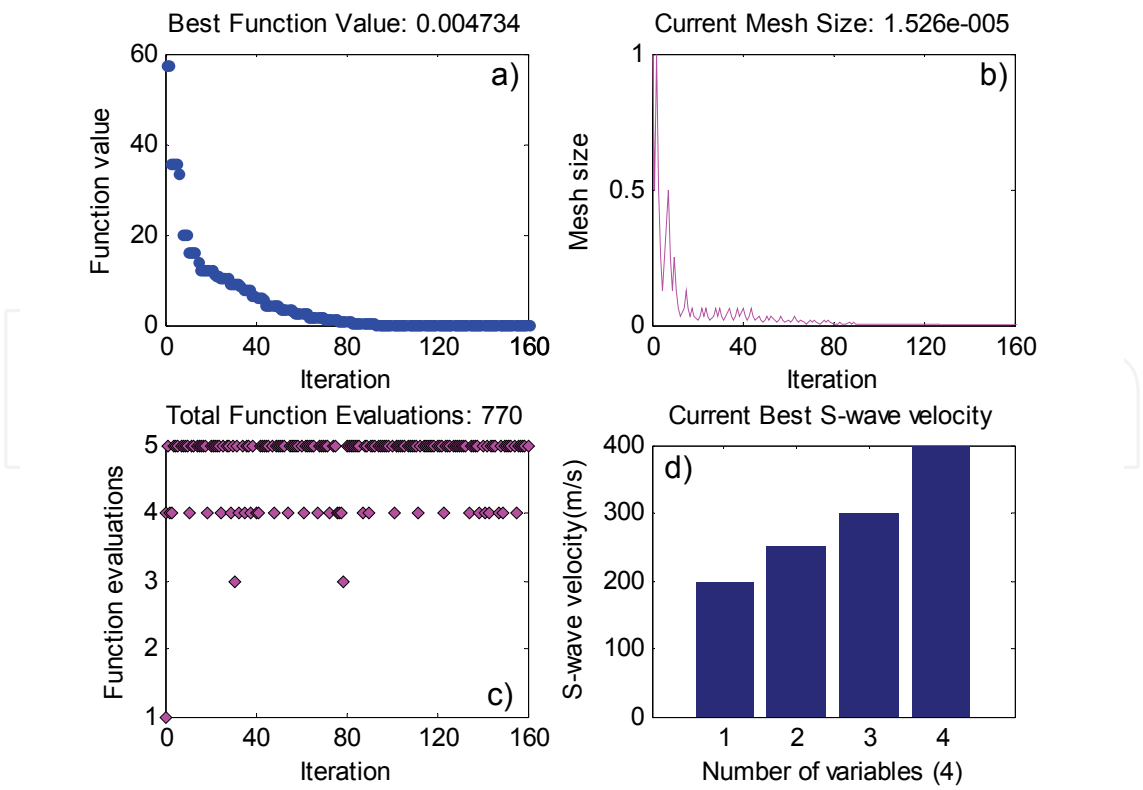 Best Function Value: 0.004734
a)
Function value
60
40
20
0
0 40 80 120 160
Iteration
Current Mesh Size: 1.526e-005
b)
Mesh size
1
0.5
0
0 40 80 120 160
Iteration
Total Function Evaluations: 770
c)
Function evaluations
5
4
3
2
1
0 40 80 120 160
Iteration
Current Best S-wave velocity
d)
S-wave velocity(m/s)
400
300
200
100
0
1 2 3 4
Number of variables (4)